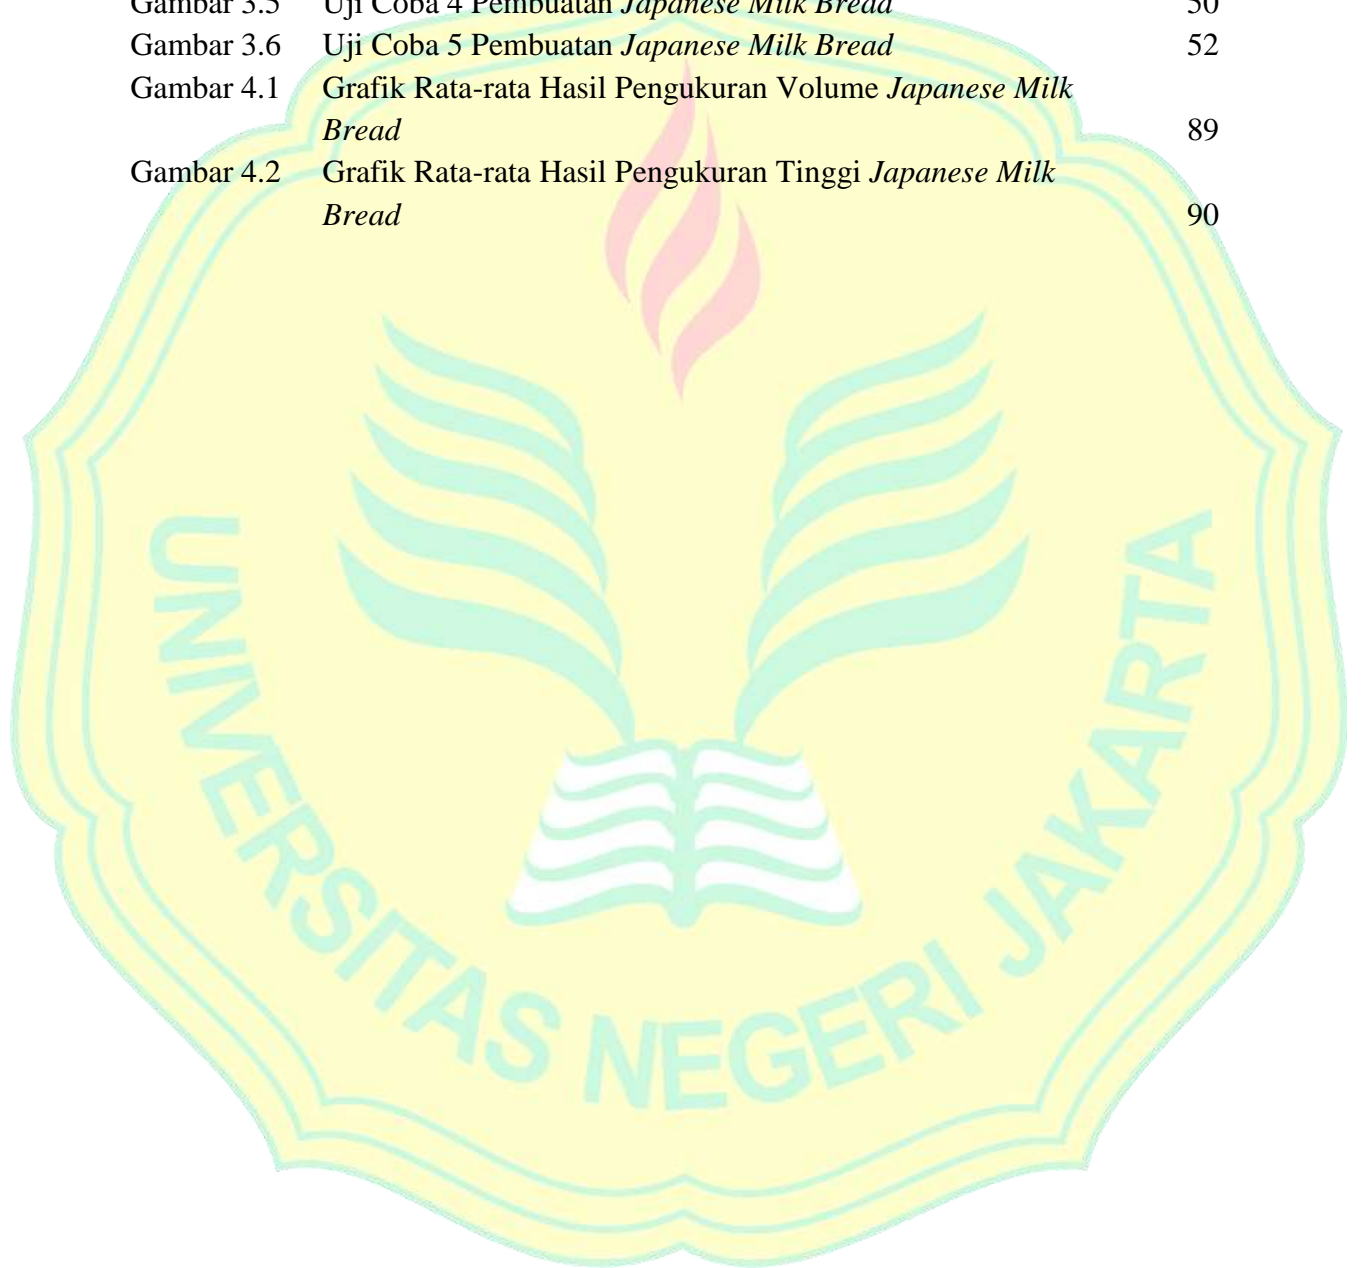 Gambar 3.5 Uji Coba 4 Pembuatan Japanese Milk Bread 50
Gambar 3.6 Uji Coba 5 Pembuatan Japanese Milk Bread 52
Gambar 4.1 Grafik Rata-rata Hasil Pengukuran Volume Japanese Milk
Bread 89
Gambar 4.2 Grafik Rata-rata Hasil Pengukuran Tinggi Japanese Milk
Bread 90
UNIVERSITAS NEGERI JAKARTA